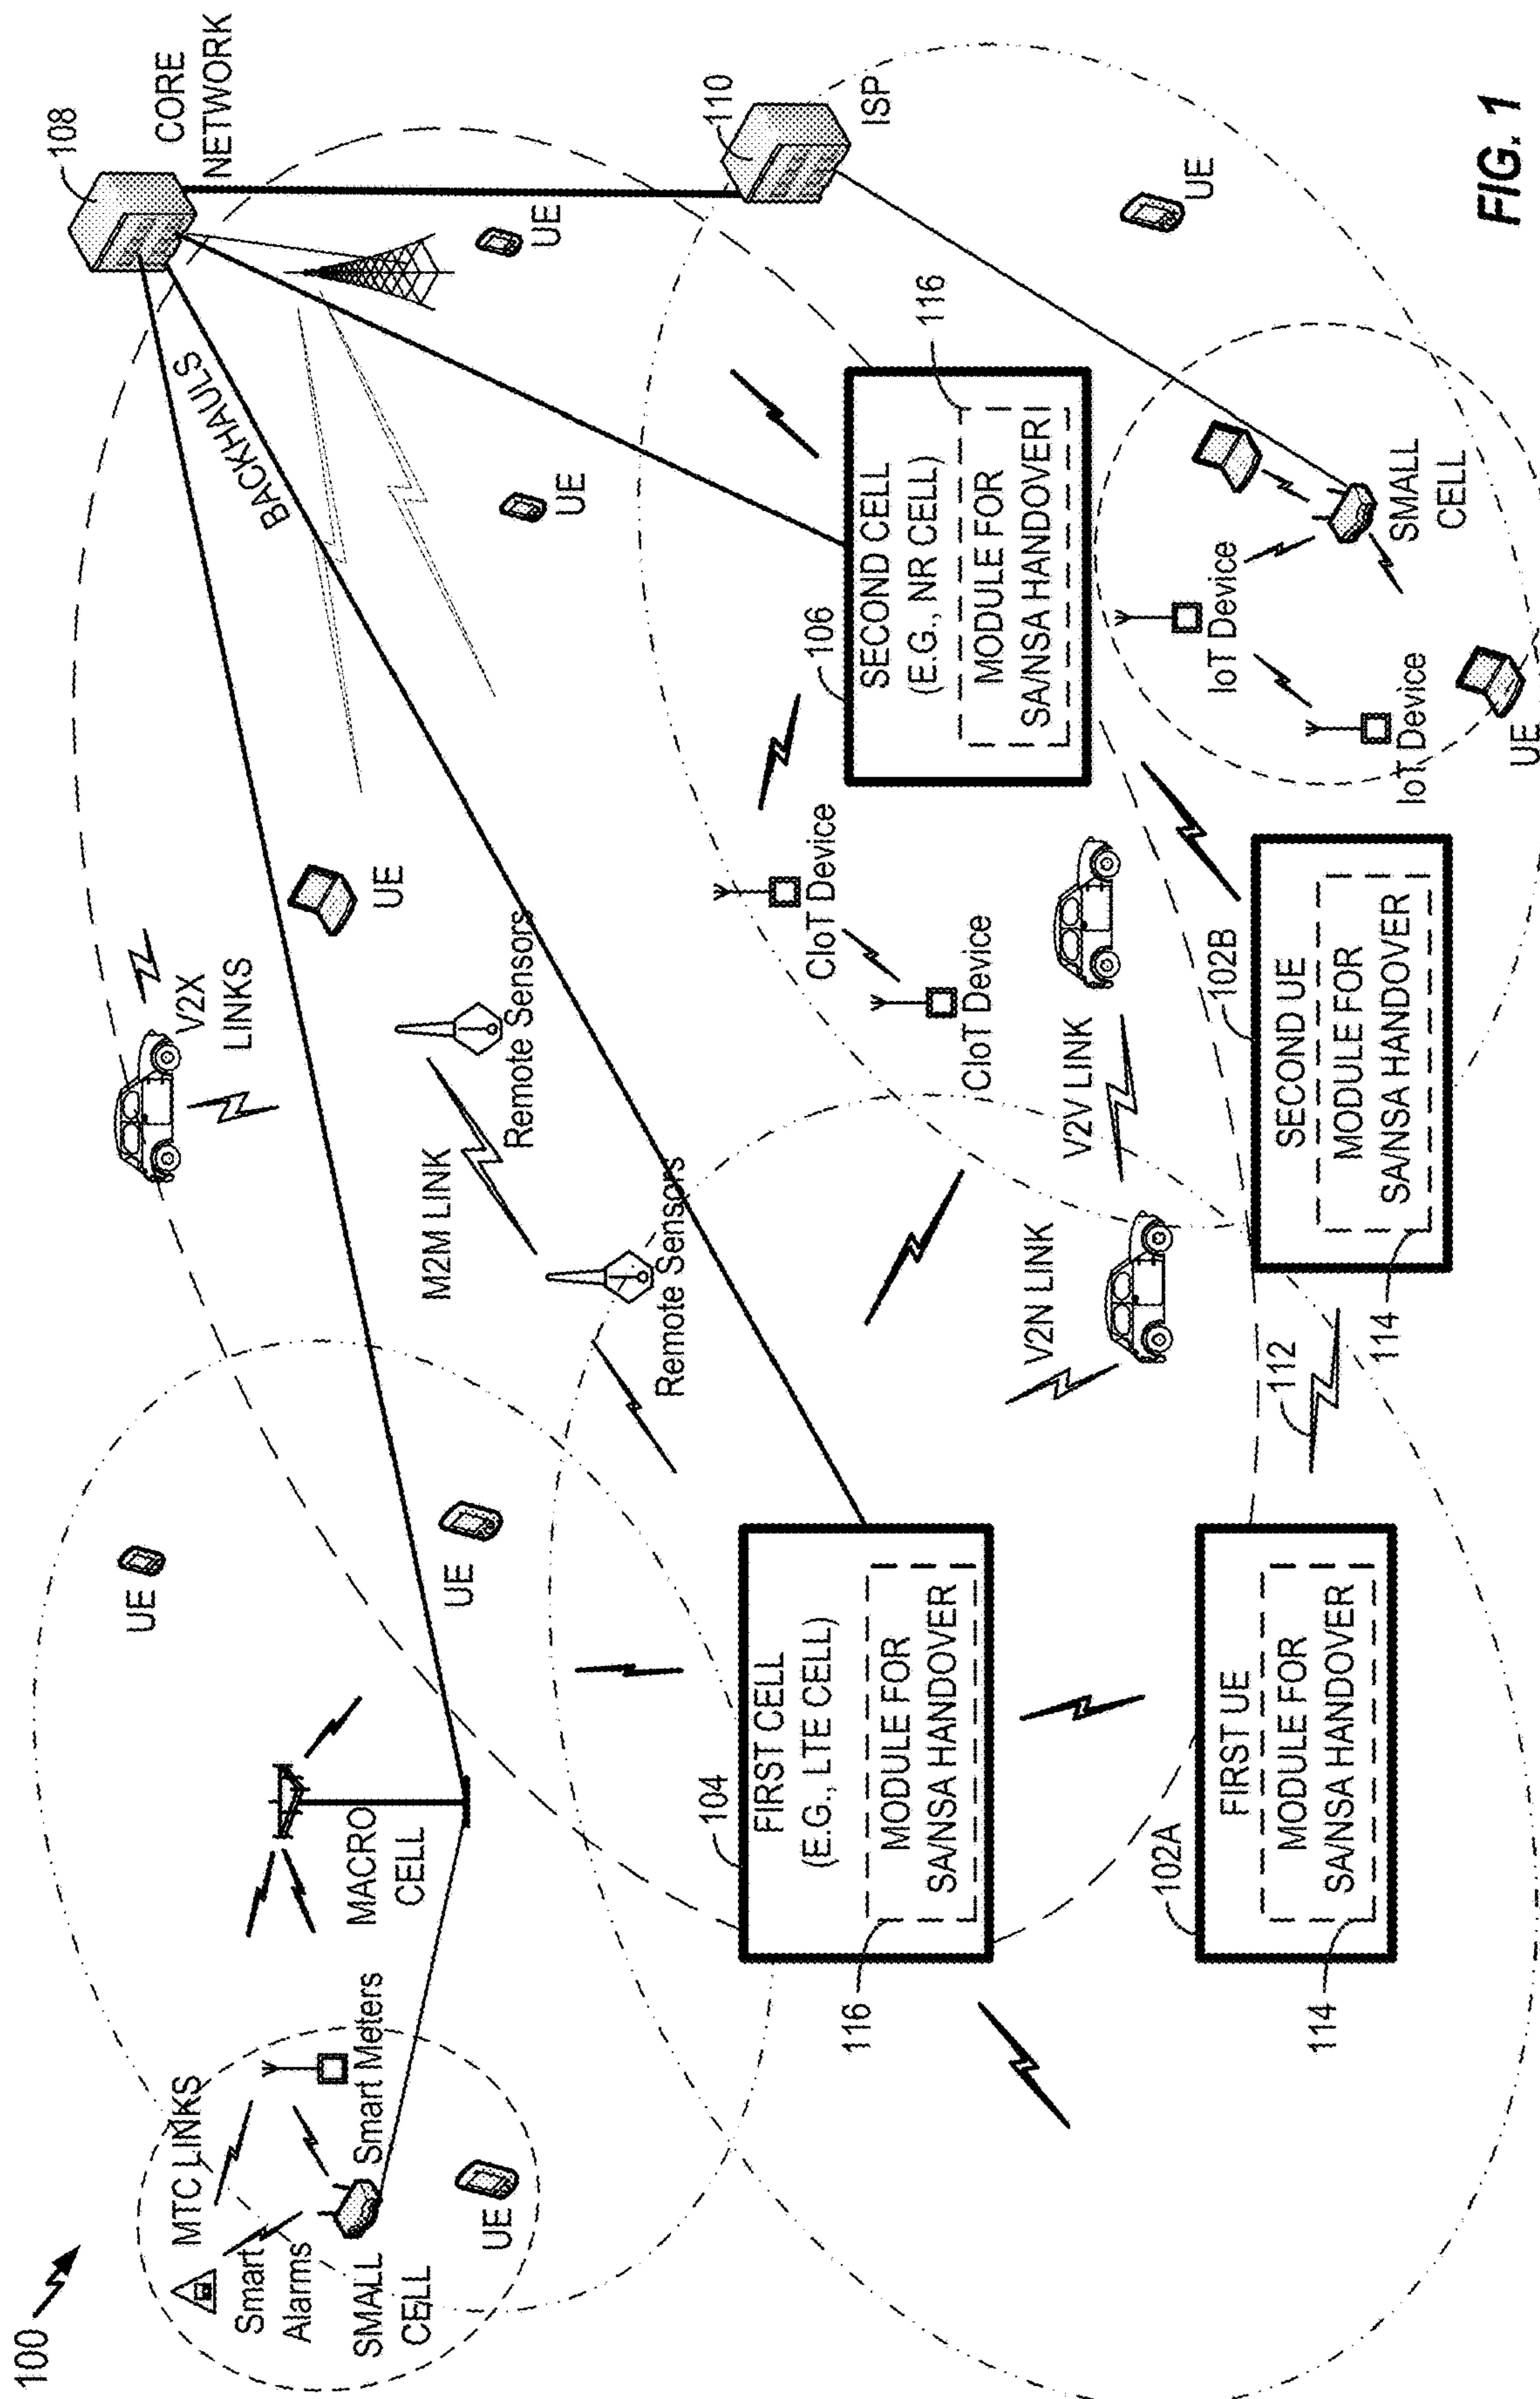 100
MTC LINKS
Smart
Alarms
SMALL
CELL
Smart Meters
UE
MACRO
CELL
UE
UE
V2X
LINKS
UE
BACKHAULS
108
CORE
NETWORK
UE
UE
M2M LINK
Remote Sensors
Remote Sensors
104
FIRST CELL
(E.G., LTE CELL)
MODULE FOR
SA/NSA HANDOVER
116
CIoT Device
CIoT Device
106
SECOND CELL
(E.G., NR CELL)
MODULE FOR
SA/NSA HANDOVER
116
110
ISP
V2N LINK
V2V LINK
102A
FIRST UE
MODULE FOR
SA/NSA HANDOVER
114
112
102B
SECOND UE
MODULE FOR
SA/NSA HANDOVER
114
IoT Device
IoT Device
SMALL
CELL
UE
UE
FIG. 1